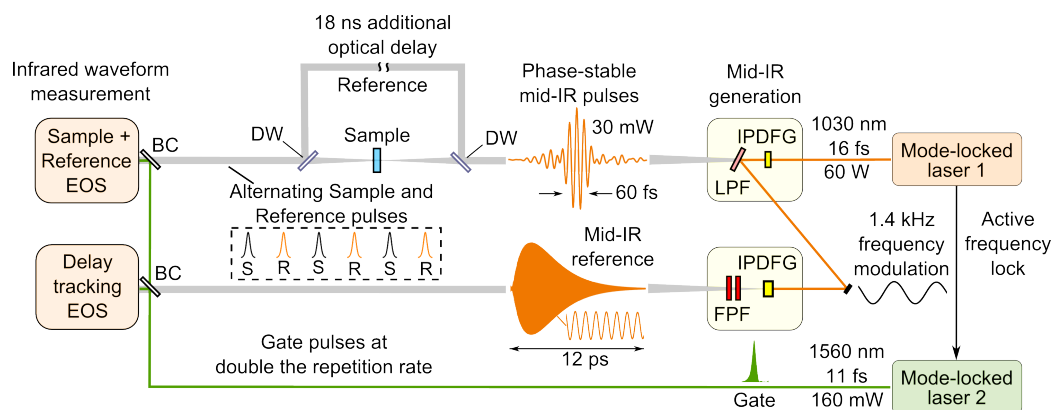 18 ns additional
optical delay
Reference
Infrared waveform
measurement
Sample +
Reference
EOS
BC
DW
Sample
DW
Phase-stable
mid-IR pulses
30 mW
60 fs
Mid-IR
generation
IPDFG
LPF
1030 nm
16 fs
60 W
Mode-locked
laser 1
Alternating Sample and
Reference pulses
S R S R S R
Delay
tracking
EOS
BC
Mid-IR
reference
12 ps
IPDFG
FPF
1.4 kHz
frequency
modulation
Active
frequency
lock
Gate pulses at
double the repetition rate
Gate
1560 nm
11 fs
160 mW
Mode-locked
laser 2